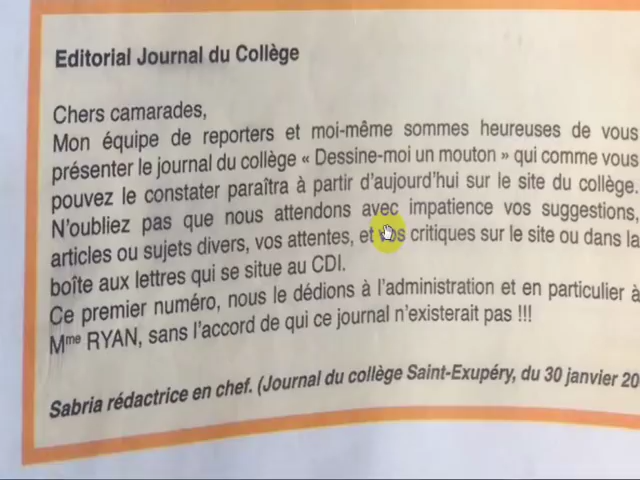 Editorial Journal du Collège
Chers camarades,
Mon équipe de reporters et moi-même sommes heureuses de vous
présenter le journal du collège « Dessine-moi un mouton » qui comme vous
pouvez le constater paraîtra à partir d'aujourd'hui sur le site du collège.
N'oubliez pas que nous attendons avec impatience vos suggestions,
articles ou sujets divers, vos attentes, et vos critiques sur le site ou dans la
boîte aux lettres qui se situe au CDI.
Ce premier numéro, nous le dédions à l'administration et en particulier à
Mme RYAN, sans l'accord de qui ce journal n'existerait pas !!!
Sabria rédactrice en chef. (Journal du collège Saint-Exupéry, du 30 janvier 20